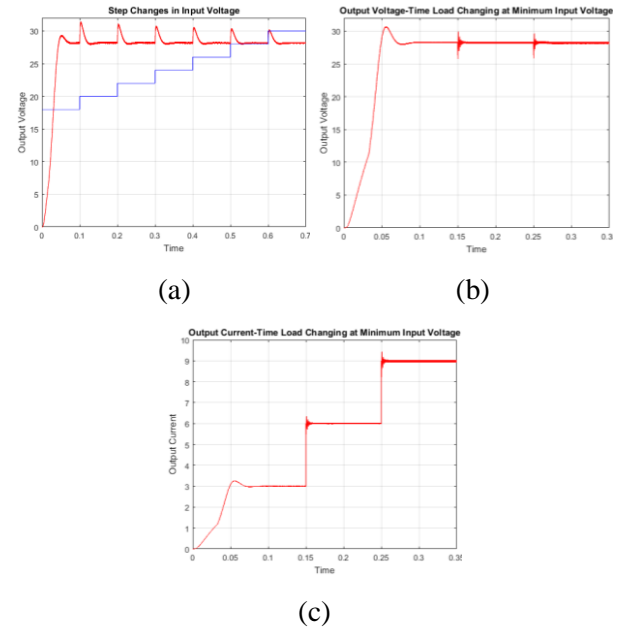 Step Changes in Input Voltage
30
25
20
15
10
5
0
Output Voltage
0 0.1 0.2 0.3 0.4 0.5 0.6 0.7
Time
(a)
Output Voltage-Time Load Changing at Minimum Input Voltage
30
25
20
15
10
5
0
Output Voltage
0 0.05 0.1 0.15 0.2 0.25 0.3 0.3
Time
(b)
Output Current-Time Load Changing at Minimum Input Voltage
10
9
8
7
6
5
4
3
2
1
0
Output Current
0 0.05 0.1 0.15 0.2 0.25 0.3 0.35
Time
(c)